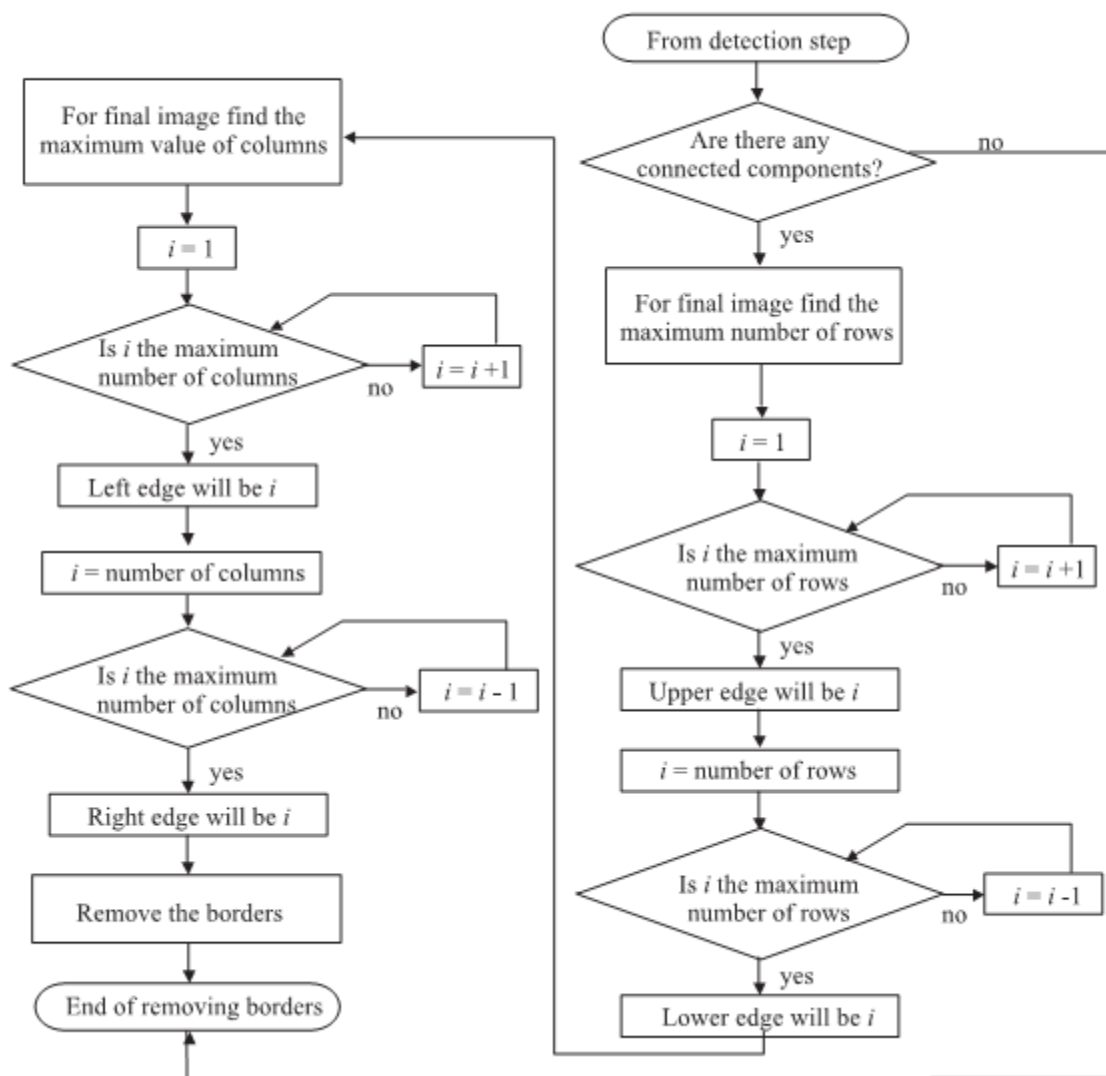 From detection step
Are there any
connected components?
no
yes
For final image find the
maximum number of rows
i = 1
Is i the maximum
number of rows
no
i = i +1
yes
Upper edge will be i
i = number of rows
Is i the maximum
number of rows
no
i = i -1
yes
Lower edge will be i
For final image find the
maximum value of columns
i = 1
Is i the maximum
number of columns
no
i = i +1
yes
Left edge will be i
i = number of columns
Is i the maximum
number of columns
no
i = i - 1
yes
Right edge will be i
Remove the borders
End of removing borders